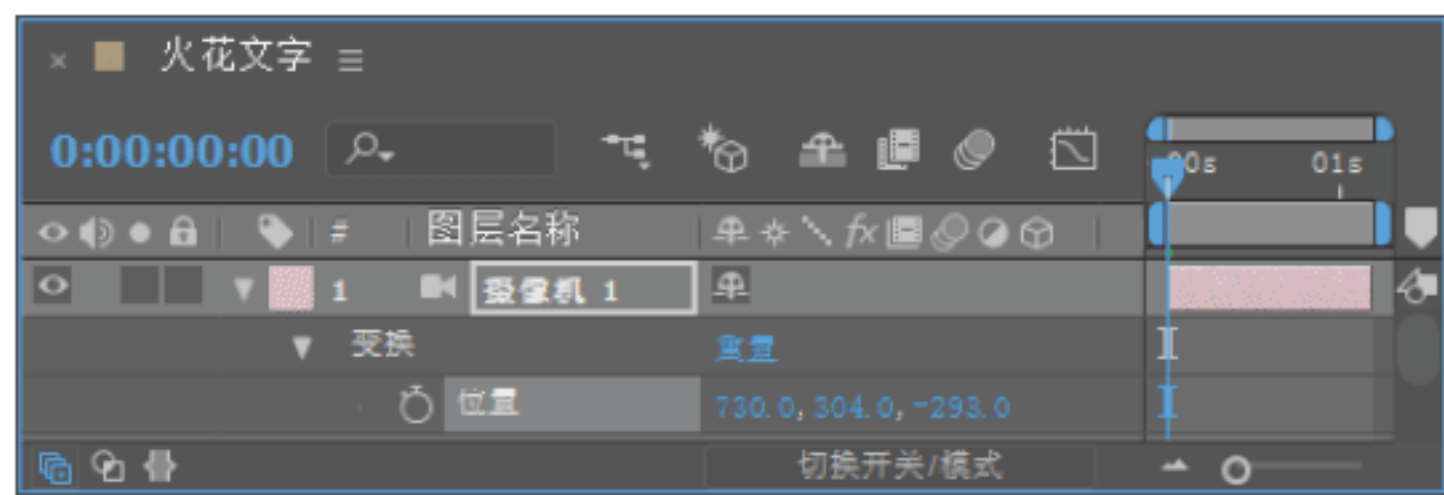 火花文字
0:00:00:00
00s 01s
# 图层名称 fx
1 摄像机 1
变换 重置
位置 730.0, 304.0, -293.0
切换开关/模式